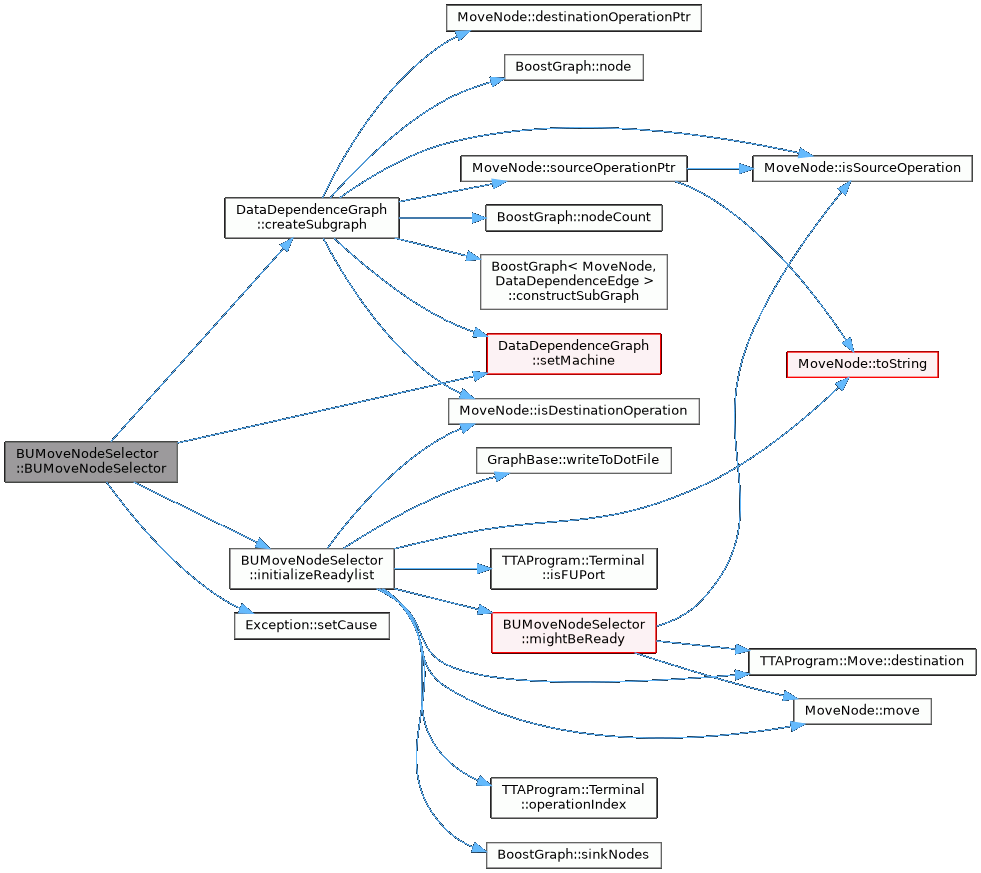 MoveNode::destinationOperationPtr
BoostGraph::node
MoveNode::sourceOperationPtr
MoveNode::isSourceOperation
DataDependenceGraph
::createSubgraph
BoostGraph::nodeCount
BoostGraph< MoveNode,
DataDependenceEdge >
::constructSubGraph
DataDependenceGraph
::setMachine
MoveNode::toString
MoveNode::isDestinationOperation
BUMoveNodeSelector
::BUMoveNodeSelector
GraphBase::writeToDotFile
BUMoveNodeSelector
::initializeReadylist
TTAProgram::Terminal
::isFUPort
Exception::setCause
BUMoveNodeSelector
::mightBeReady
TTAProgram::Move::destination
MoveNode::move
TTAProgram::Terminal
::operationIndex
BoostGraph::sinkNodes